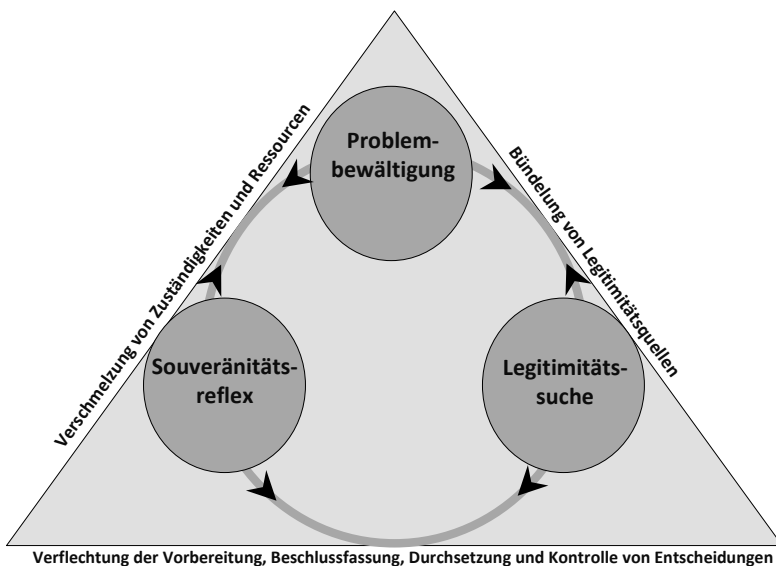 Problem-
bewältigung
Verschmelzung von Zuständigkeiten und Ressourcen
Bündelung von Legitimitätsquellen
Souveränitäts-
reflex
Legitimitäts-
suche
Verflechtung der Vorbereitung, Beschlussfassung, Durchsetzung und Kontrolle von Entscheidungen